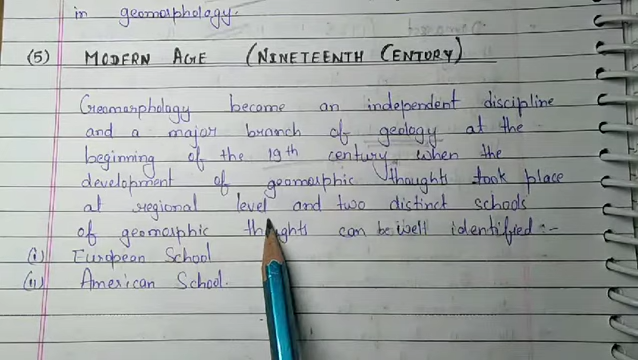 in geomorphology.
(5) MODERN AGE (NINETEENTH CENTORY)
Geomorphology become an independent discipline
and a major branch of geology at the
beginning of the 19th century when the
development of geomorphic thoughts took place
at regional level and two distinct schools
of geomorphic thoughts can be well identified:-
(i) European School
(ii) American School.